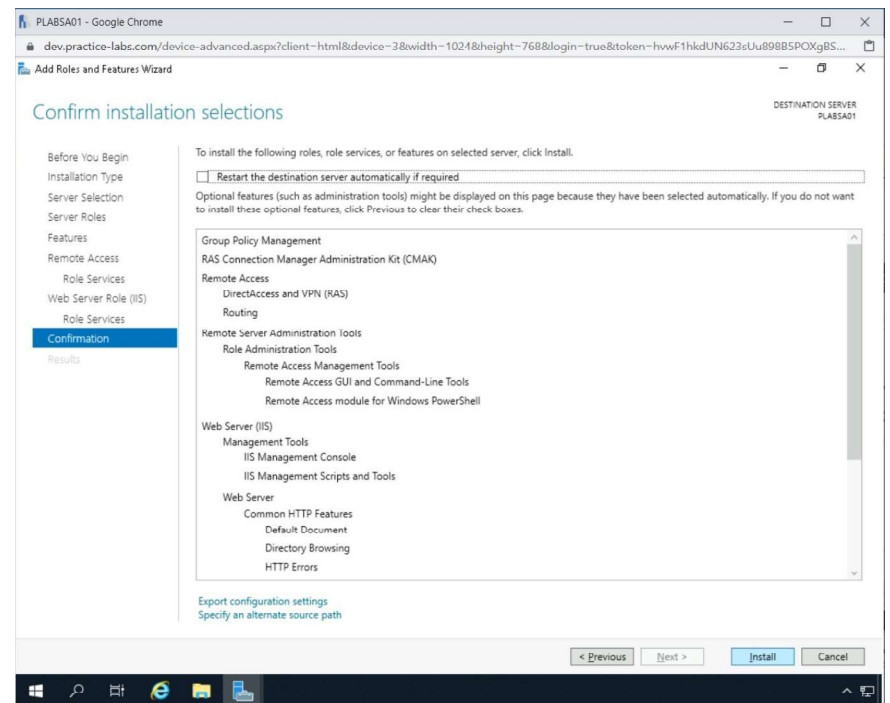 PLABSA01 - Google Chrome
dev.practice-labs.com/device-advanced.aspx?client=html&device=3&width=1024&height=768&login=true&token=hvwF1hkdUN623sUu898B5POXgBS...
Add Roles and Features Wizard
Confirm installation selections
DESTINATION SERVER
PLABSA01
Before You Begin
Installation Type
Server Selection
Server Roles
Features
Remote Access
Role Services
Web Server Role (IIS)
Role Services
Confirmation
Results
To install the following roles, role services, or features on selected server, click Install.
Restart the destination server automatically if required
Optional features (such as administration tools) might be displayed on this page because they have been selected automatically. If you do not want
to install these optional features, click Previous to clear their check boxes.
Group Policy Management
RAS Connection Manager Administration Kit (CMAK)
Remote Access
DirectAccess and VPN (RAS)
Routing
Remote Server Administration Tools
Role Administration Tools
Remote Access Management Tools
Remote Access GUI and Command-Line Tools
Remote Access module for Windows PowerShell
Web Server (IIS)
Management Tools
IIS Management Console
IIS Management Scripts and Tools
Web Server
Common HTTP Features
Default Document
Directory Browsing
HTTP Errors
Export configuration settings
Specify an alternate source path
< Previous
Next >
Install
Cancel